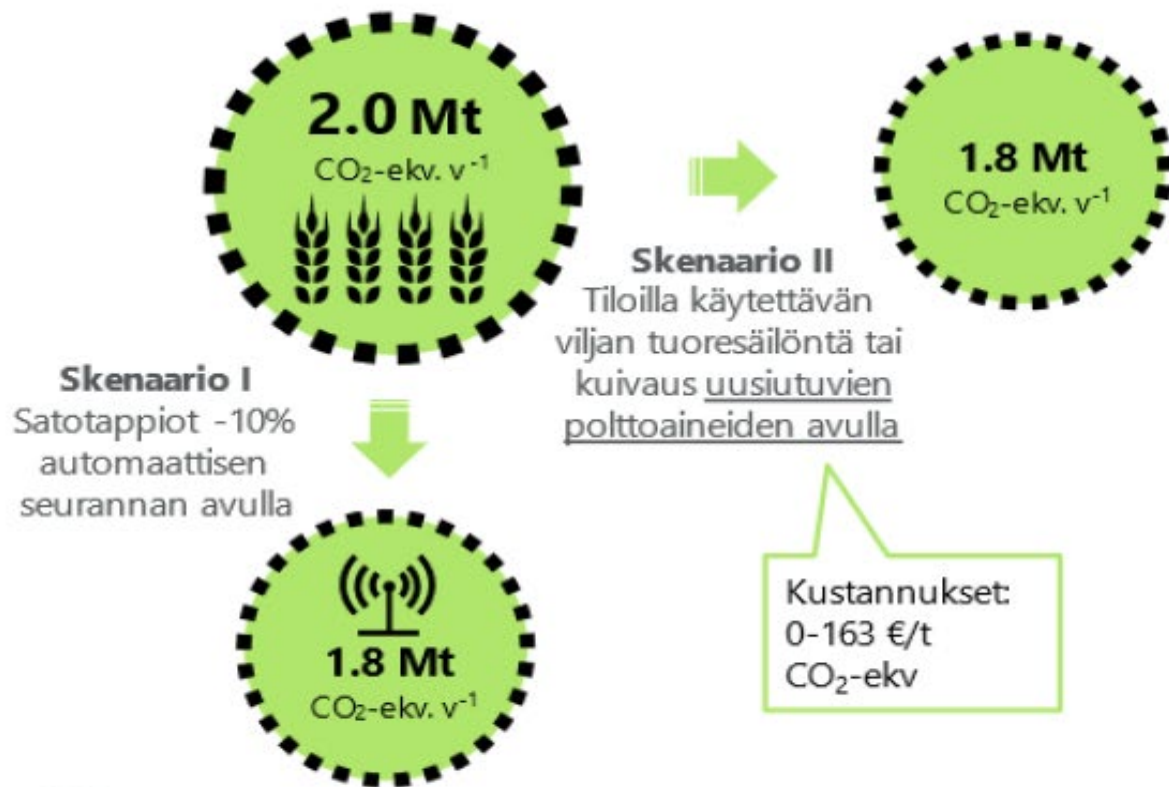 2.0 Mt
CO₂-ekv. v⁻¹
1.8 Mt
CO₂-ekv. v⁻¹
Skenaario II
Tiloilla käytettävän
viljan tuoresäilöntä tai
kuivaus uusiutuvien
polttoaineiden avulla
Skenaario I
Satotappiot -10%
automaattisen
seurannan avulla
1.8 Mt
CO₂-ekv. v⁻¹
Kustannukset:
0-163 €/t
CO₂-ekv